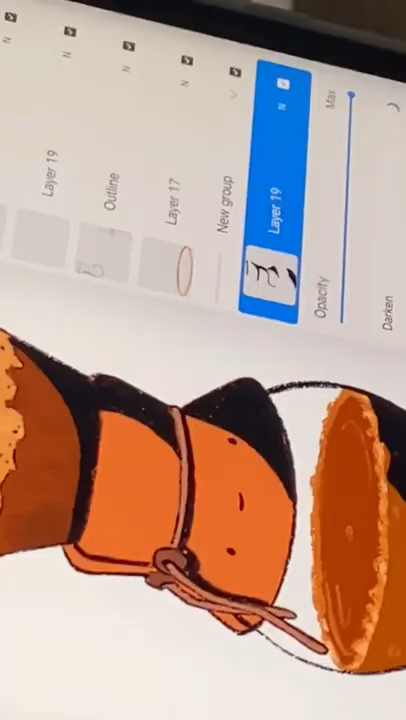 N
Layer 19
N
Outline
N
Layer 17
N
New group
Layer 19
N
Opacity
Max
Darken